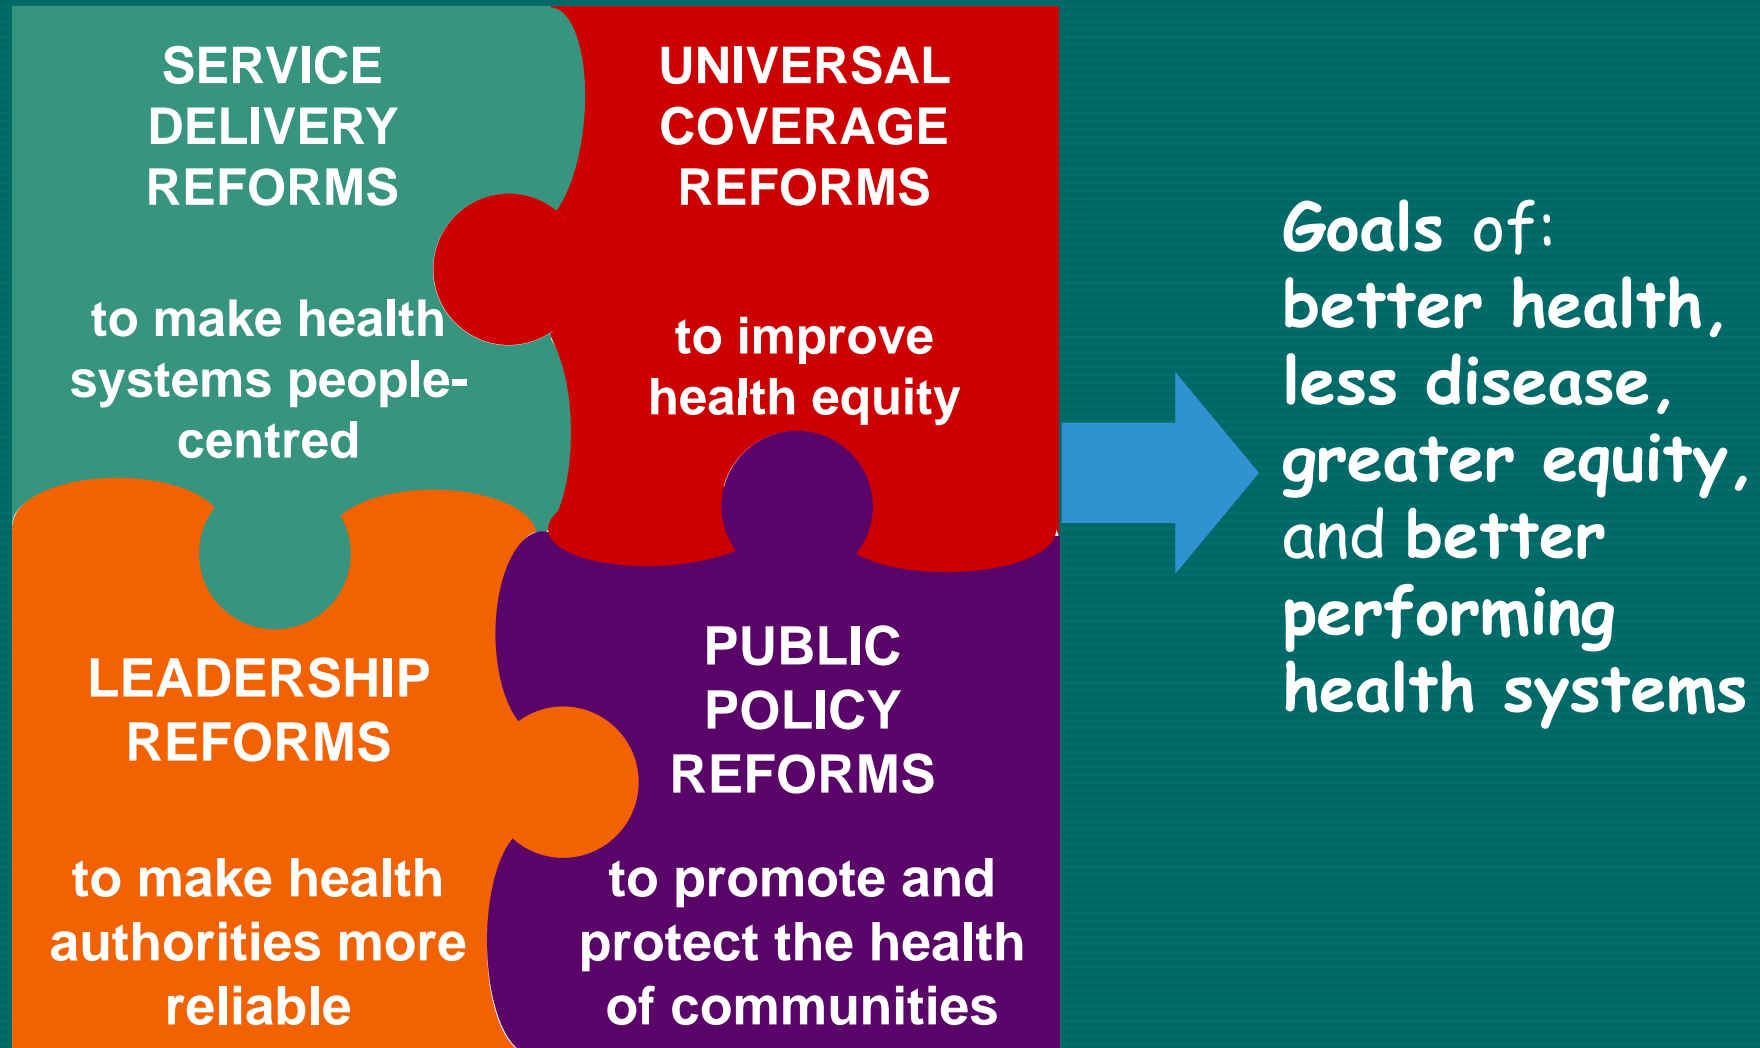 SERVICE
DELIVERY
REFORMS
to make health
systems people-
centred
UNIVERSAL
COVERAGE
REFORMS
to improve
health equity
LEADERSHIP
REFORMS
to make health
authorities more
reliable
PUBLIC
POLICY
REFORMS
to promote and
protect the health
of communities
Goals of:
better health,
less disease,
greater equity,
and better
performing
health systems